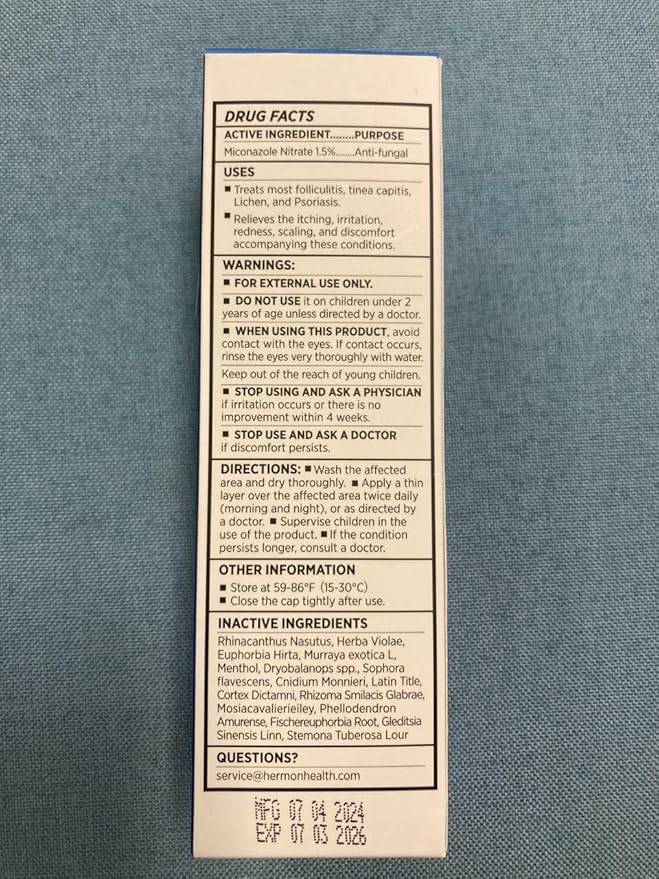 DRUG FACTS
ACTIVE INGREDIENT........PURPOSE
Miconazole Nitrate 1.5%......Anti-fungal
USES
■ Treats most folliculitis, tinea capitis,
Lichen, and Psoriasis.
■ Relieves the itching, irritation,
redness, scaling, and discomfort
accompanying these conditions.
WARNINGS:
■ FOR EXTERNAL USE ONLY.
■ DO NOT USE it on children under 2
years of age unless directed by a doctor.
■ WHEN USING THIS PRODUCT, avoid
contact with the eyes. If contact occurs,
rinse the eyes very thoroughly with water.
Keep out of the reach of young children.
■ STOP USING AND ASK A PHYSICIAN
if irritation occurs or there is no
improvement within 4 weeks.
■ STOP USE AND ASK A DOCTOR
if discomfort persists.
DIRECTIONS: ■ Wash the affected
area and dry thoroughly. ■ Apply a thin
layer over the affected area twice daily
(morning and night), or as directed by
a doctor. ■ Supervise children in the
use of the product. ■ If the condition
persists longer, consult a doctor.
OTHER INFORMATION
■ Store at 59-86°F (15-30°C)
■ Close the cap tightly after use.
INACTIVE INGREDIENTS
Rhinacanthus Nasutus, Herba Violae,
Euphorbia Hirta, Murraya exotica L,
Menthol, Dryobalanops spp., Sophora
flavescens, Cnidium Monnieri, Latin Title,
Cortex Dictamni, Rhizoma Smilacis Glabrae,
Mosiacavalierieiley, Phellodendron
Amurense, Fischereuphorbia Root, Gleditsia
Sinensis Linn, Stemona Tuberosa Lour
QUESTIONS?
service@hermonhealth.com
MFG 07 04 2024
EXP 07 03 2026